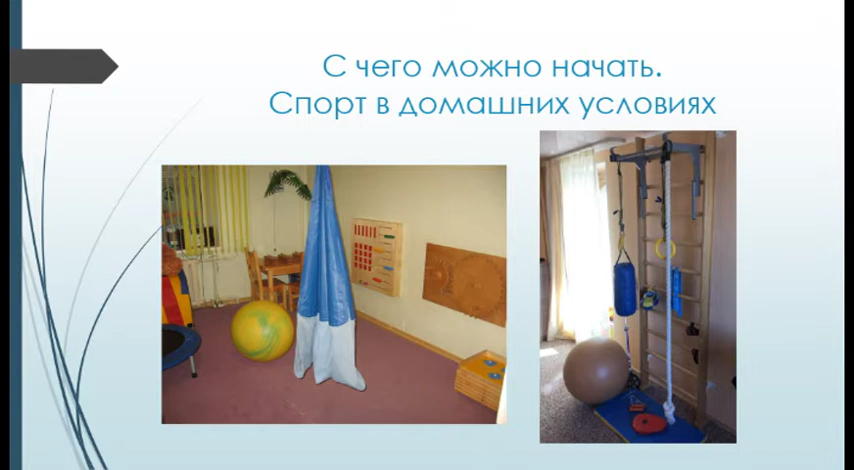 С чего можно начать.
Спорт в домашних условиях